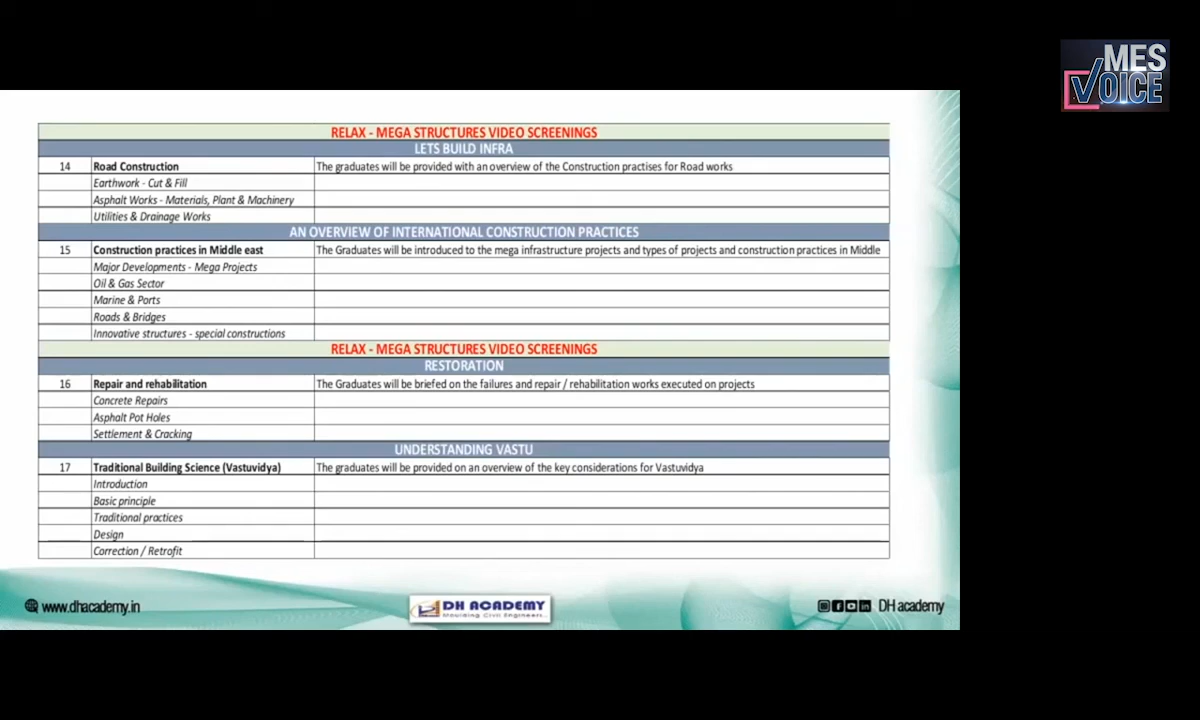 MES
VOICE
RELAX - MEGA STRUCTURES VIDEO SCREENINGS
LETS BUILD INFRA
14 Road Construction The graduates will be provided with an overview of the Construction practises for Road works
Earthwork - Cut & Fill
Asphalt Works - Materials, Plant & Machinery
Utilities & Drainage Works
AN OVERVIEW OF INTERNATIONAL CONSTRUCTION PRACTICES
15 Construction practices in Middle east The Graduates will be introduced to the mega infrastructure projects and types of projects and construction practices in Middle
Major Developments - Mega Projects
Oil & Gas Sector
Marine & Ports
Roads & Bridges
Innovative structures - special constructions
RELAX - MEGA STRUCTURES VIDEO SCREENINGS
RESTORATION
16 Repair and rehabilitation The Graduates will be briefed on the failures and repair / rehabilitation works executed on projects
Concrete Repairs
Asphalt Pot Holes
Settlement & Cracking
UNDERSTANDING VASTU
17 Traditional Building Science (Vastuvidya) The graduates will be provided on an overview of the key considerations for Vastuvidya
Introduction
Basic principle
Traditional practices
Design
Correction / Retrofit
www.dhacademy.in
DH ACADEMY
Moulding Civil Engineers...
DH academy